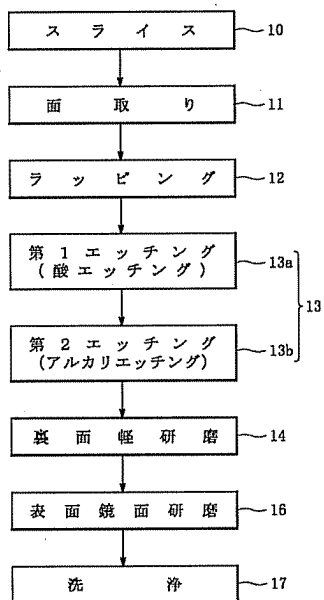 スライス 10
面取り 11
ラッピング 12
第1エッチング
(酸エッチング) 13a
13
第2エッチング
(アルカリエッチング) 13b
裏面軽研磨 14
表面鏡面研磨 16
洗浄 17